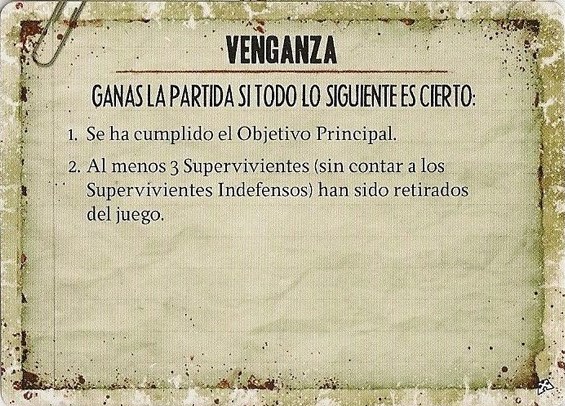 VENGANZA
GANAS LA PARTIDA SI TODO LO SIGUIENTE ES CIERTO:
1. Se ha cumplido el Objetivo Principal.
2. Al menos 3 Supervivientes (sin contar a los
Supervivientes Indefensos) han sido retirados
del juego.